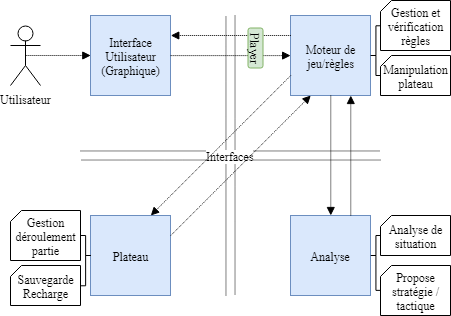 Utilisateur
Interface
Utilisateur
(Graphique)
Player
Moteur de
jeu/règles
Gestion et
vérification
règles
Manipulation
plateau
Interfaces
Gestion
déroulement
partie
Sauvegarde
Recharge
Plateau
Analyse
Analyse de
situation
Propose
stratégie /
tactique